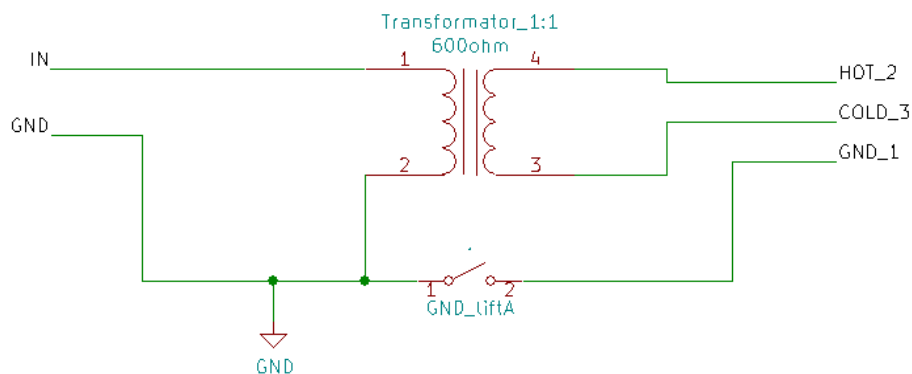 Transformator_1:1
600ohm
IN
1
4
HOT_2
COLD_3
GND
GND_1
2
3
1
2
GND_liftA
GND